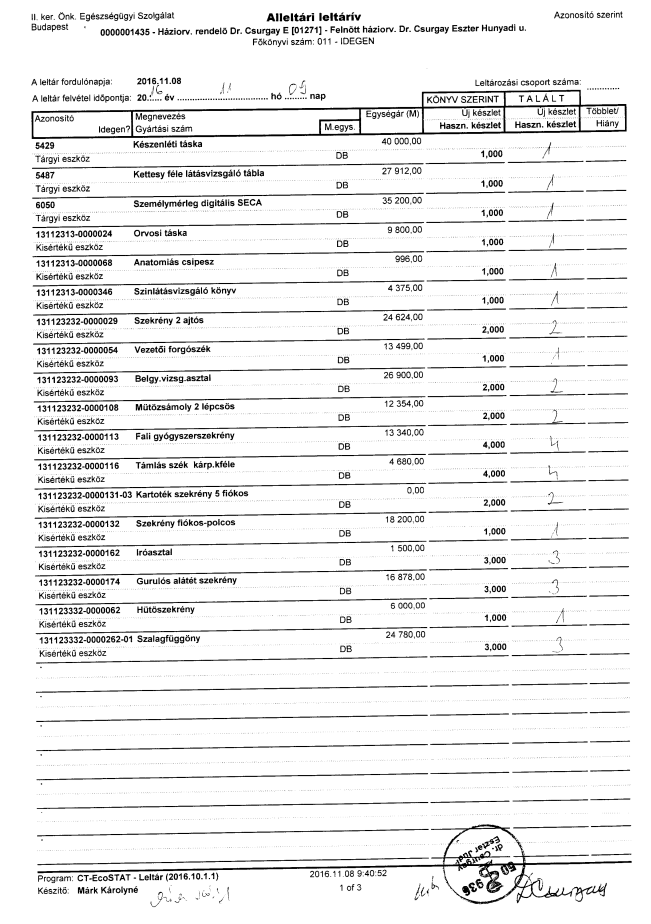 II. ker. Önk. Egészségügyi Szolgálat
Budapest
Alleltári leltárív
Azonosító szerint
0000001435 - Háziorv. rendelő Dr. Csurgay E [01271] - Felnőtt háziorv. Dr. Csurgay Eszter Hunyadi u.
Főkönyvi szám: 011 - IDEGEN
A leltár fordulónapja: 2016.11.08
Leltározási csoport száma: ............
A leltár felvétel időpontja: 2016 év 11 hó 09 nap
KÖNYV SZERINT TALÁLT
Azonosító Megnevezés Egységár (M) Új készlet Új készlet Többlet/
Idegen? Gyártási szám M.egys. Haszn. készlet Haszn. készlet Hiány
5429 Készenléti táska 40 000,00
Tárgyi eszköz DB 1,000 1
5487 Kettesy féle látásvizsgáló tábla 27 912,00
Tárgyi eszköz DB 1,000 1
6050 Személymérleg digitális SECA 35 200,00
Tárgyi eszköz DB 1,000 1
13112313-0000024 Orvosi táska 9 800,00
Kisértékű eszköz DB 1,000 1
13112313-0000068 Anatomiás csipesz 996,00
Kisértékű eszköz DB 1,000 1
13112313-0000346 Szinlátásvizsgáló könyv 4 375,00
Kisértékű eszköz DB 1,000 1
131123232-0000029 Szekrény 2 ajtós 24 624,00
Kisértékű eszköz DB 2,000 2
131123232-0000054 Vezetői forgószék 13 499,00
Kisértékű eszköz DB 1,000 1
131123232-0000093 Belgy.vizsg.asztal 26 900,00
Kisértékű eszköz DB 2,000 2
131123232-0000108 Mütözsámoly 2 lépcsös 12 354,00
Kisértékű eszköz DB 2,000 2
131123232-0000113 Fali gyógyszerszekrény 13 340,00
Kisértékű eszköz DB 4,000 4
131123232-0000116 Támlás szék kárp.kféle 4 680,00
Kisértékű eszköz DB 4,000 4
131123232-0000131-03 Kartoték szekrény 5 fiókos 0,00
Kisértékű eszköz DB 2,000 2
131123232-0000132 Szekrény fiókos-polcos 18 200,00
Kisértékű eszköz DB 1,000 1
131123232-0000162 Iróasztal 1 500,00
Kisértékű eszköz DB 3,000 3
131123232-0000174 Gurulós alátét szekrény 16 878,00
Kisértékű eszköz DB 3,000 3
131123332-0000062 Hütöszekrény 6 000,00
Kisértékű eszköz DB 1,000 1
131123332-0000262-01 Szalagfüggöny 24 780,00
Kisértékű eszköz DB 3,000 3
dr. Csurgay
Eszter
936
Program: CT-EcoSTAT - Leltár (2016.10.1.1) 2016.11.08 9:40:52
Készítő: Márk Károlyné 1 of 3 DCsurgay